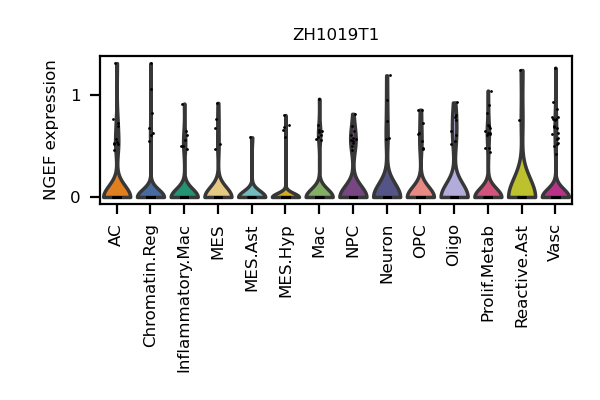 ZH1019T1
NGEF expression
1
0
AC
Chromatin.Reg
Inflammatory.Mac
MES
MES.Ast
MES.Hyp
Mac
NPC
Neuron
OPC
Oligo
Prolif.Metab
Reactive.Ast
Vasc